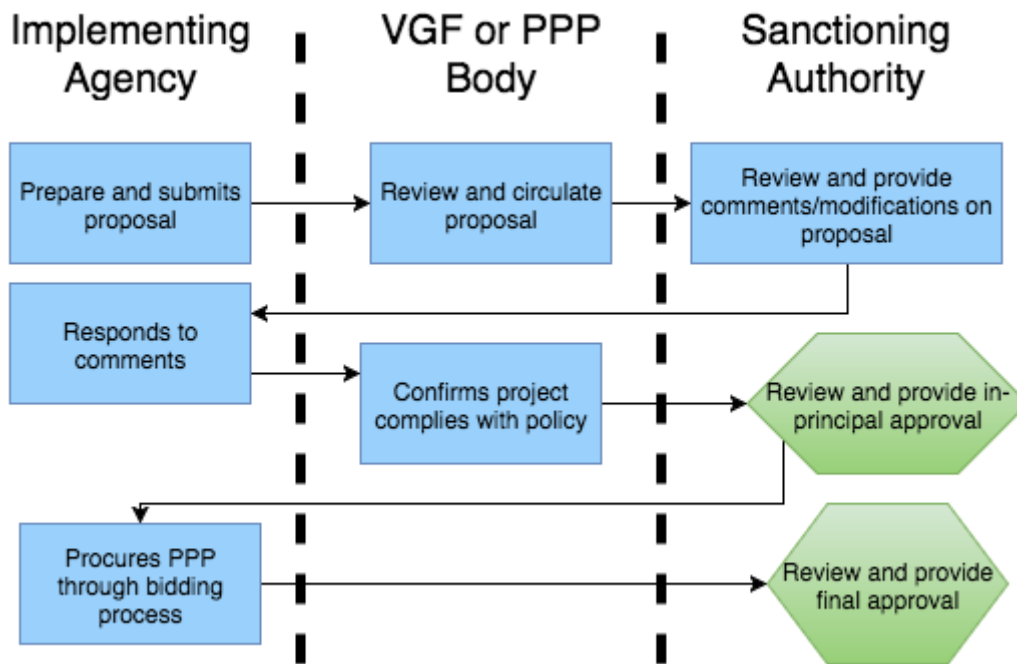 Implementing
Agency
VGF or PPP
Body
Sanctioning
Authority
Prepare and submits
proposal
Review and circulate
proposal
Review and provide
comments/modifications on
proposal
Responds to
comments
Confirms project
complies with policy
Review and provide in-
principal approval
Procures PPP
through bidding
process
Review and provide
final approval